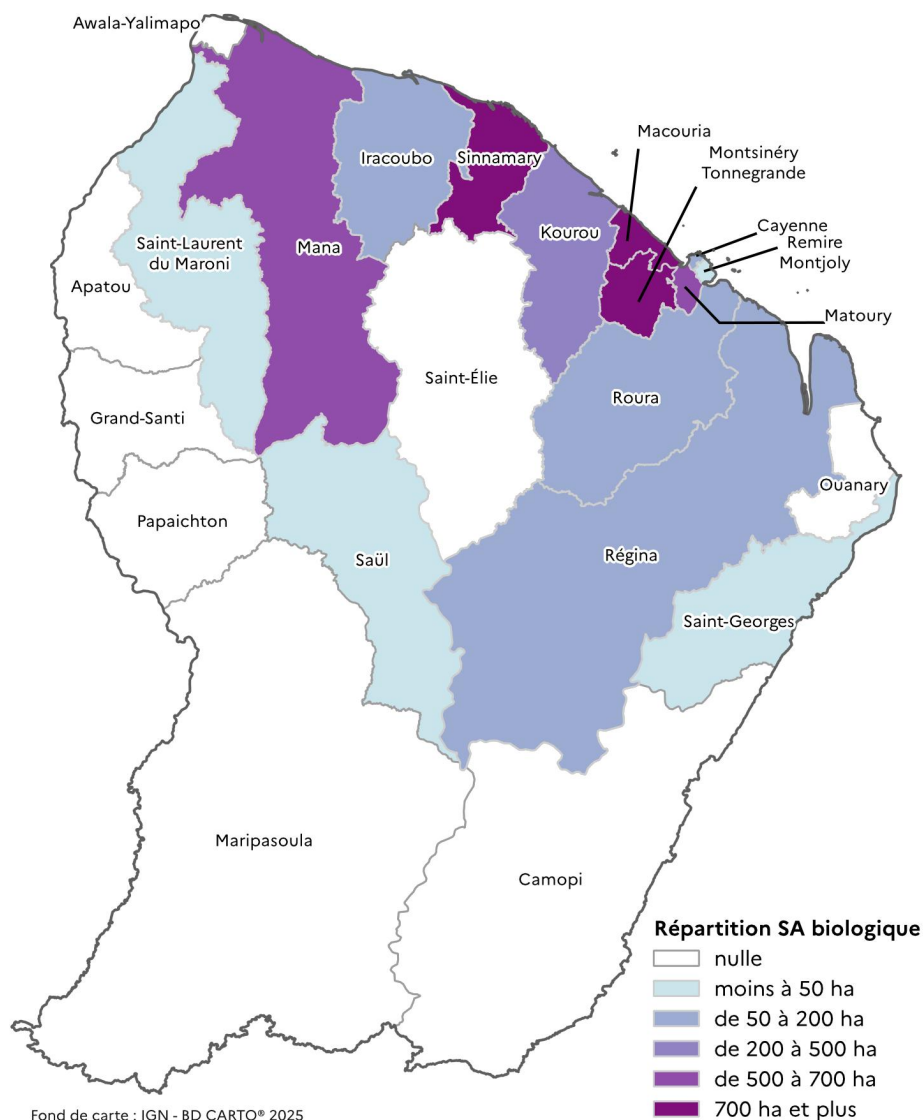 Awala-Yalimapo
Macouria
Montsinéry
Tonnegrande
Iracoubo
Sinnamary
Cayenne
Remire
Montjoly
Kourou
Saint-Laurent
du Maroni
Mana
Apatou
Matoury
Saint-Élie
Roura
Grand-Santi
Ouanary
Papaichton
Régina
Saül
Saint-Georges
Maripasoula
Camopi
Répartition SA biologique
nulle
moins à 50 ha
de 50 à 200 ha
de 200 à 500 ha
de 500 à 700 ha
700 ha et plus
Fond de carte : IGN - BD CARTO® 2025